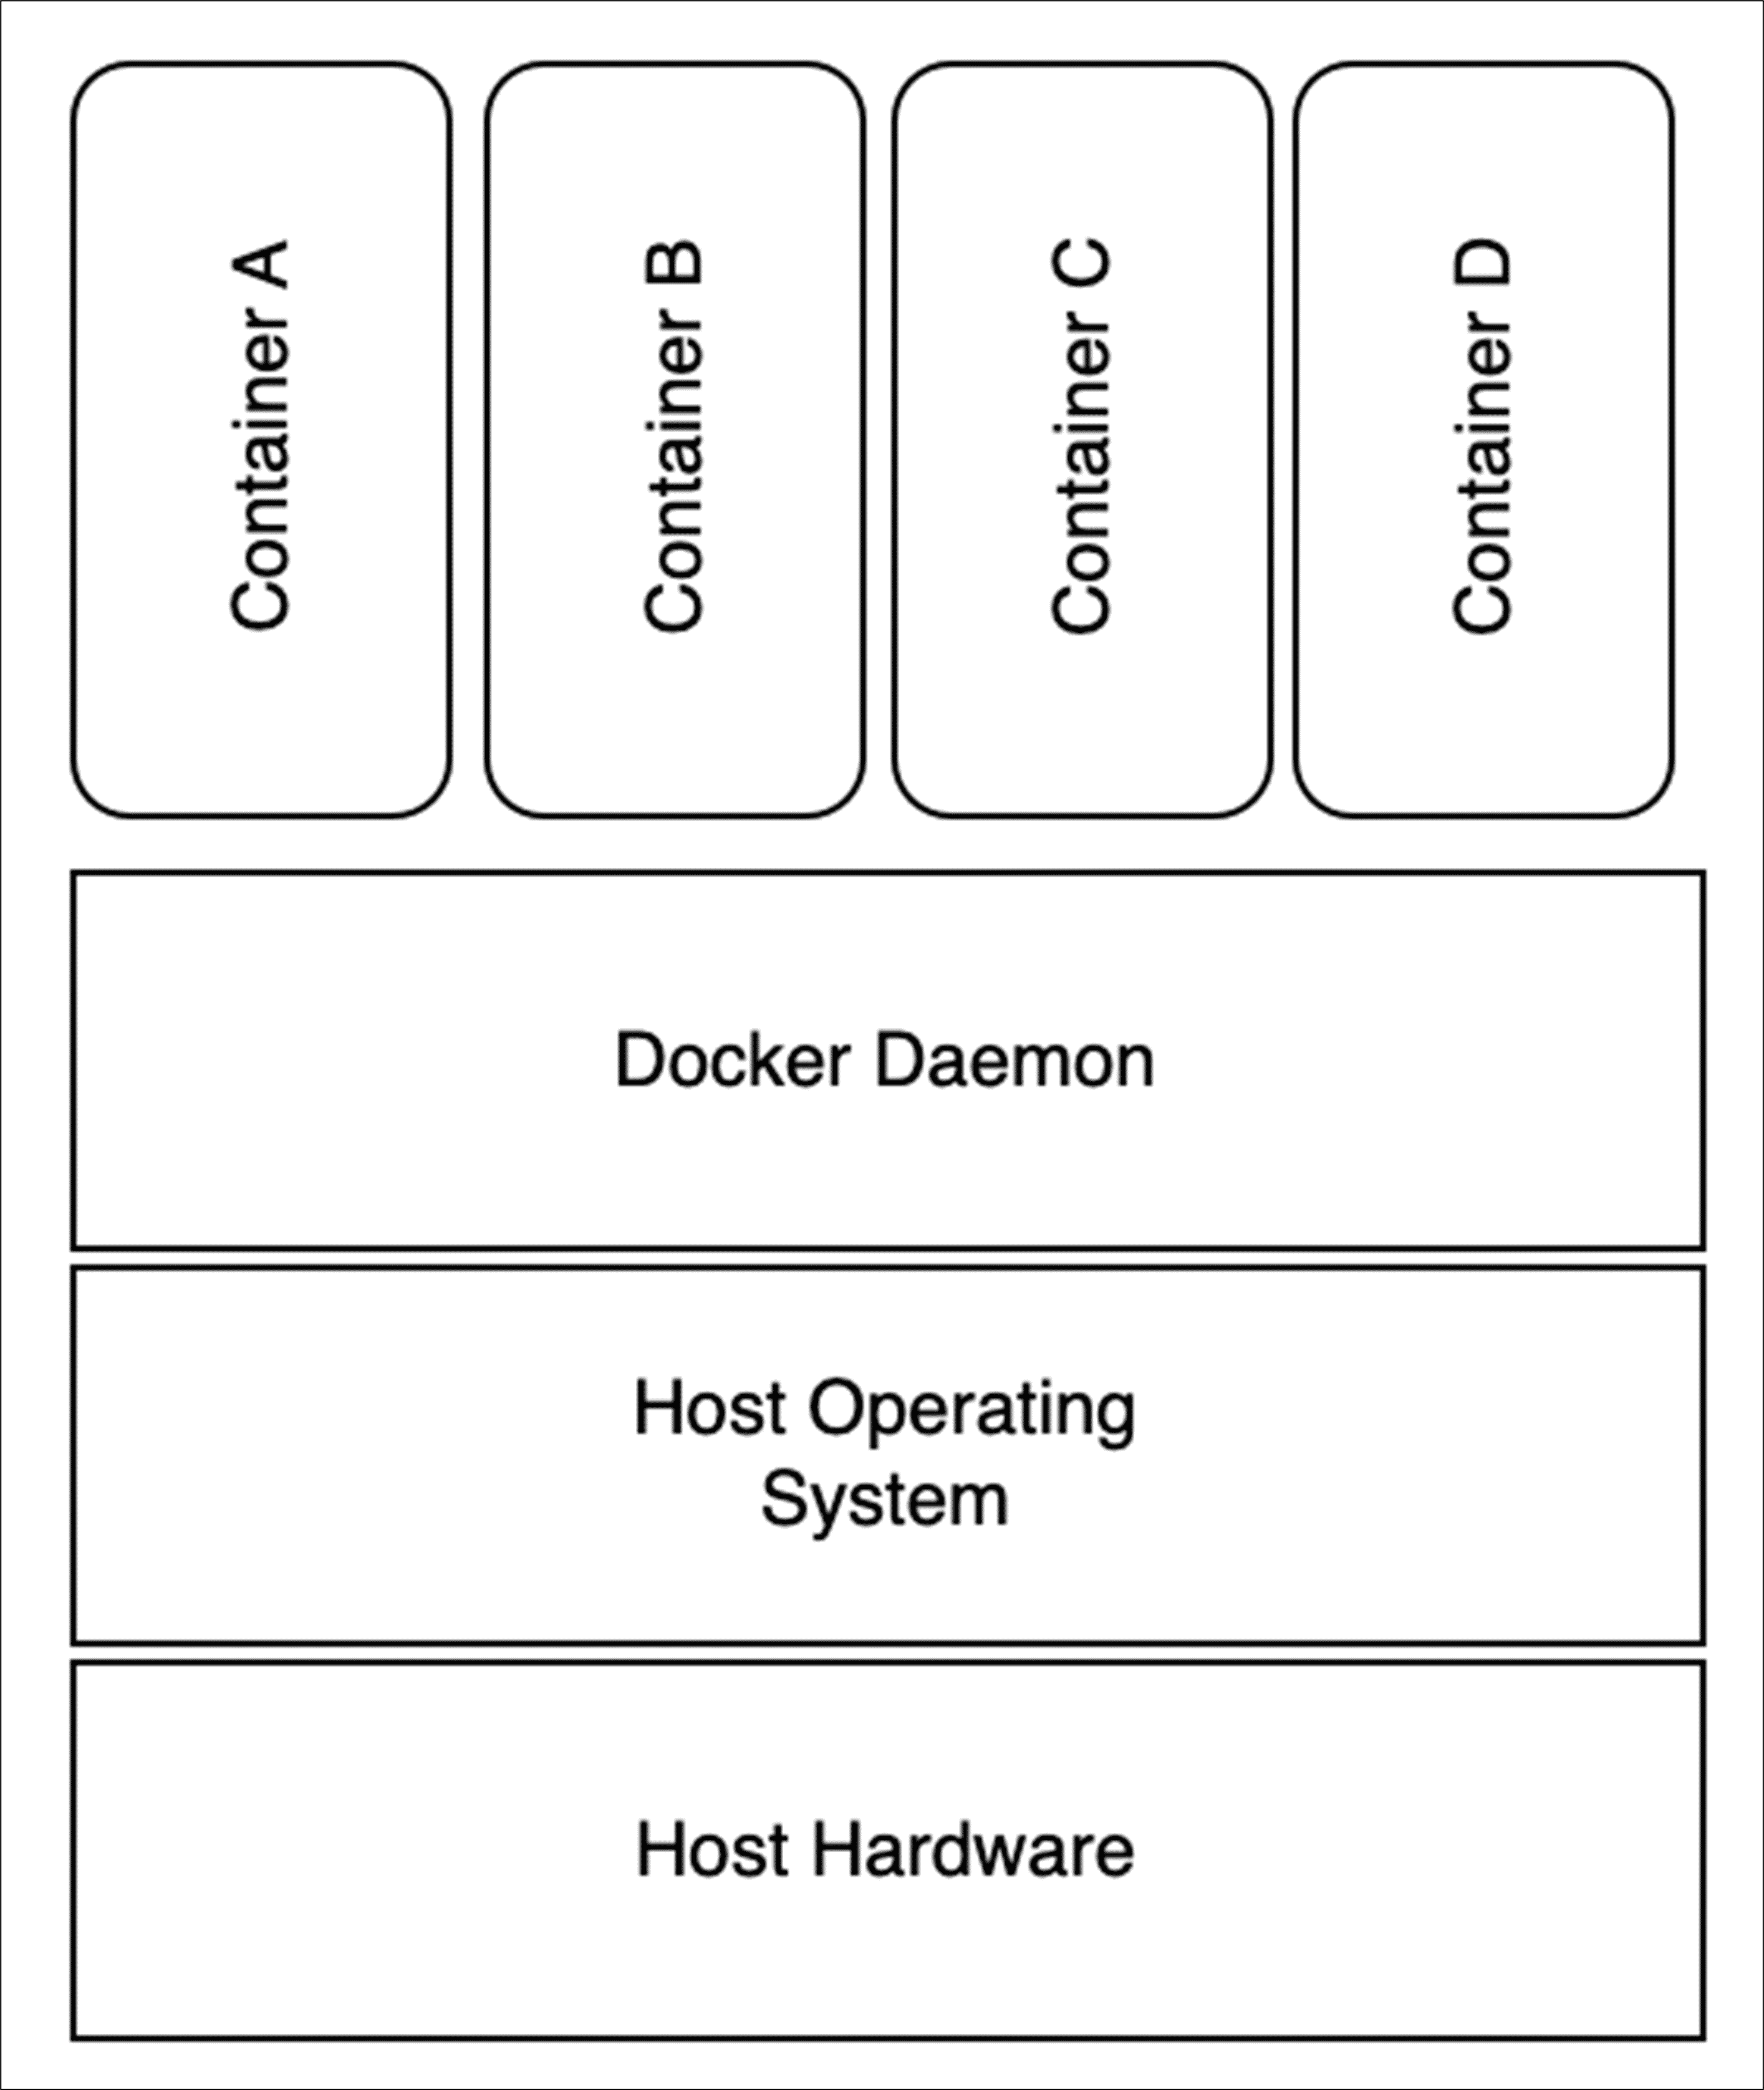 Container A
Container B
Container C
Container D
Docker Daemon
Host Operating
System
Host Hardware